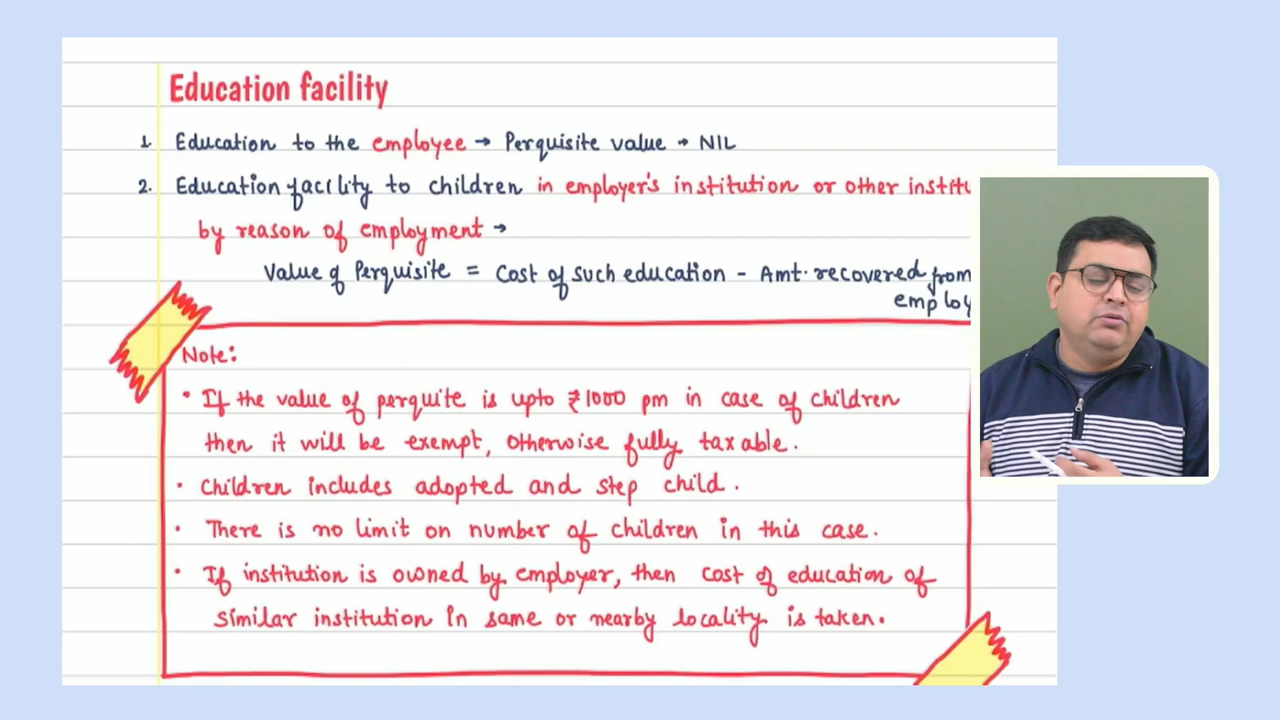 Education facility
1. Education to the employee → Perquisite value → NIL
2. Education facility to children in employer's institution or other
by reason of employment →
Value of Perquisite = Cost of such education - Amt. recovered from
Note:
• If the value of perquite is upto ₹1000 pm in case of children
then it will be exempt, otherwise fully taxable.
• Children includes adopted and step child.
• There is no limit on number of children in this case.
• If institution is owned by employer, then cost of education of
similar institution in same or nearby locality is taken.